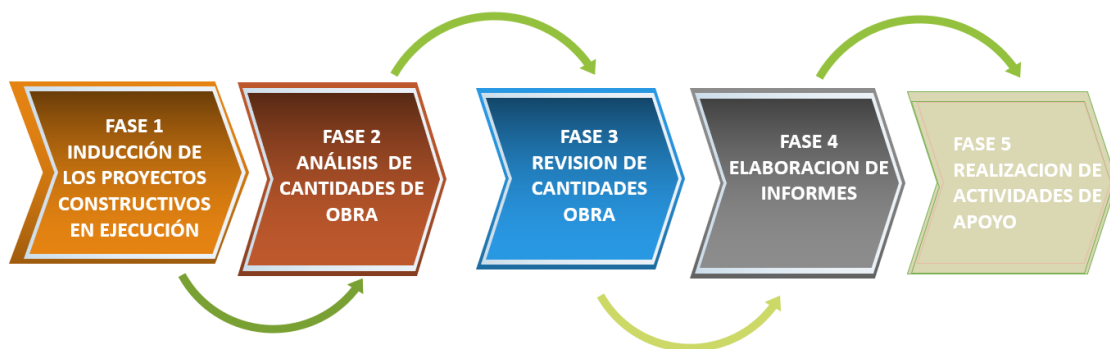 FASE 1
INDUCCIÓN DE
LOS PROYECTOS
CONSTRUCTIVOS
EN EJECUCIÓN
FASE 2
ANÁLISIS DE
CANTIDADES DE
OBRA
FASE 3
REVISION DE
CANTIDADES
OBRA
FASE 4
ELABORACION DE
INFORMES
FASE 5
REALIZACION DE
ACTIVIDADES DE
APOYO